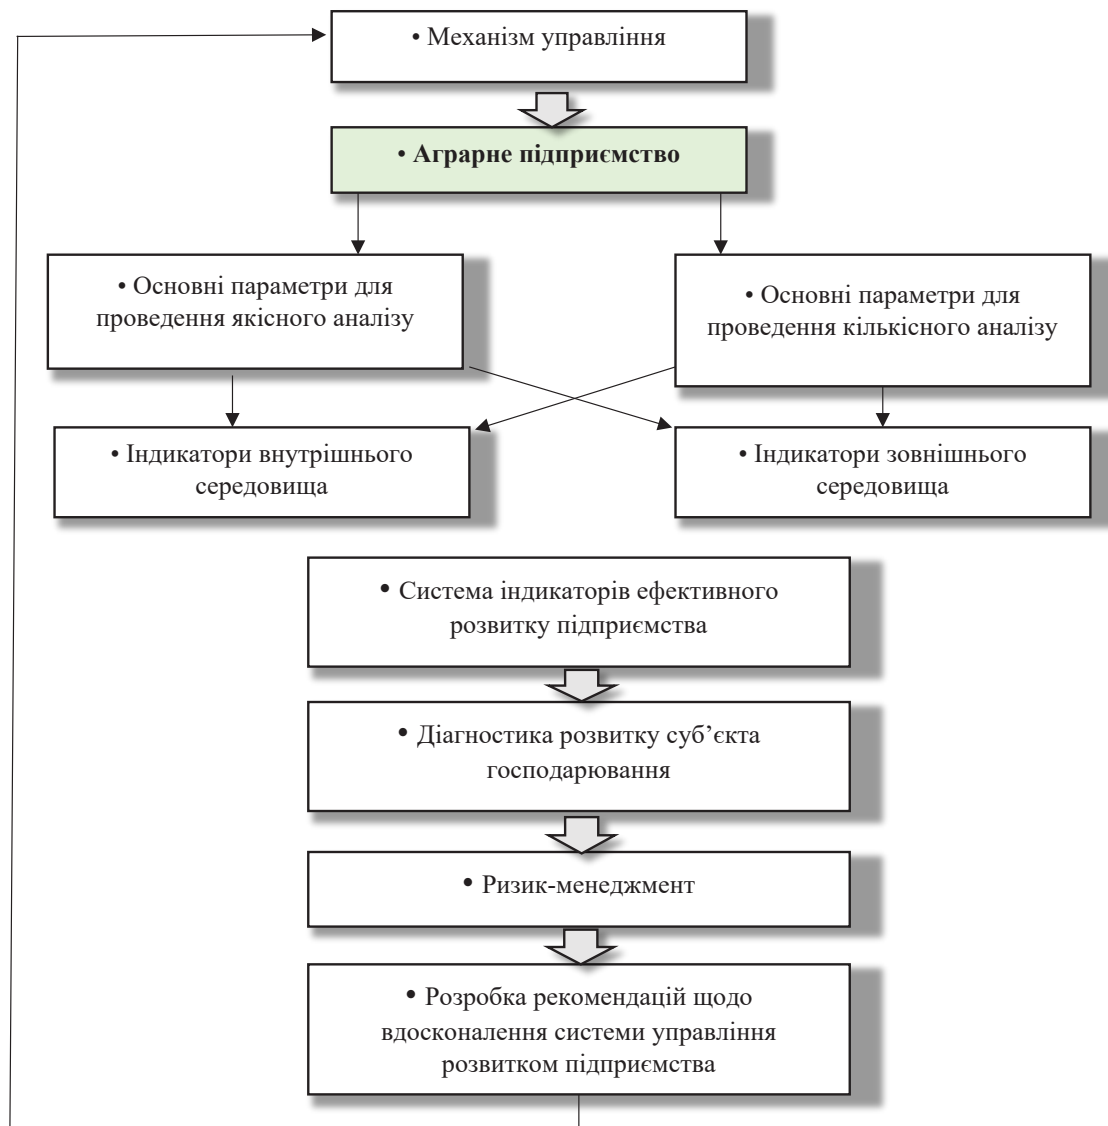 • Механізм управління
• Аграрне підприємство
• Основні параметри для
проведення якісного аналізу
• Основні параметри для
проведення кількісного аналізу
• Індикатори внутрішнього
середовища
• Індикатори зовнішнього
середовища
• Система індикаторів ефективного
розвитку підприємства
• Діагностика розвитку суб’єкта
господарювання
• Ризик-менеджмент
• Розробка рекомендацій щодо
вдосконалення системи управління
розвитком підприємства